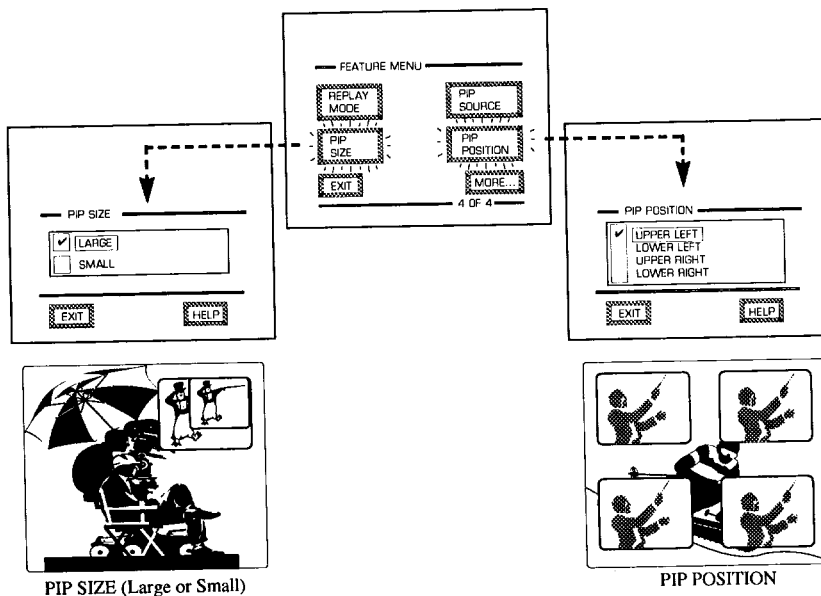 FEATURE MENU
REPLAY
MODE
PIP
SOURCE
PIP
SIZE
PIP
POSITION
EXIT
MORE...
4 OF 4
PIP SIZE
✔ LARGE
SMALL
EXIT
HELP
PIP POSITION
✔ UPPER LEFT
LOWER LEFT
UPPER RIGHT
LOWER RIGHT
EXIT
HELP
PIP SIZE (Large or Small)
PIP POSITION